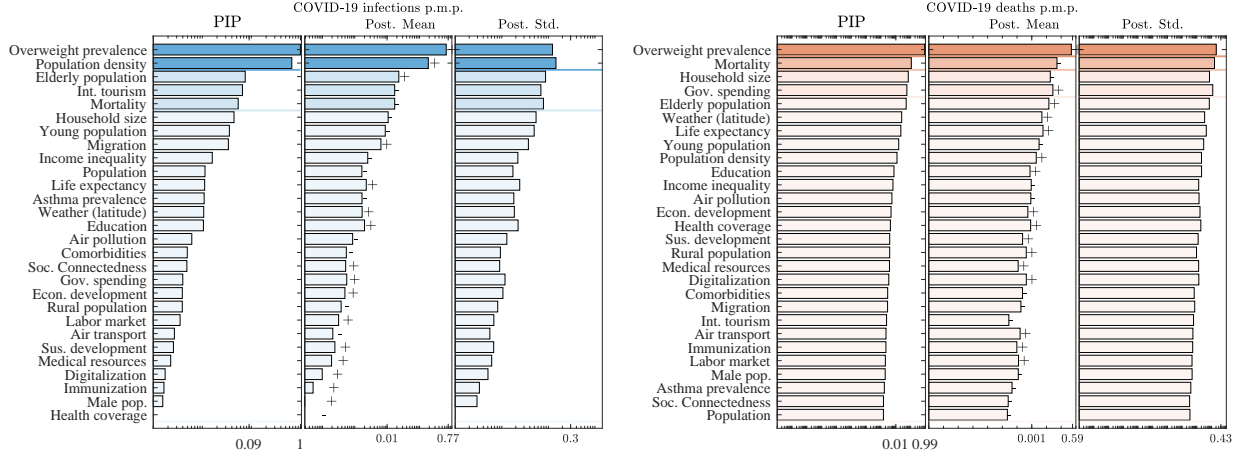 COVID-19 infections p.m.p.
PIP Post. Mean Post. Std.
Overweight prevalence
Population density +
Elderly population +
Int. tourism -
Mortality -
Household size -
Young population -
Migration +
Income inequality -
Population -
Life expectancy +
Asthma prevalence -
Weather (latitude) +
Education +
Air pollution -
Comorbidities -
Soc. Connectedness +
Gov. spending +
Econ. development +
Rural population -
Labor market +
Air transport -
Sus. development +
Medical resources +
Digitalization +
Immunization +
Male pop. +
Health coverage -
0.09 1 0.01 0.77 0.3
COVID-19 deaths p.m.p.
PIP Post. Mean Post. Std.
Overweight prevalence
Mortality -
Household size -
Gov. spending +
Elderly population +
Weather (latitude) +
Life expectancy +
Young population -
Population density +
Education +
Income inequality -
Air pollution -
Econ. development +
Health coverage +
Sus. development +
Rural population +
Medical resources +
Digitalization +
Comorbidities -
Migration -
Int. tourism -
Air transport +
Immunization +
Labor market +
Male pop. -
Asthma prevalence -
Soc. Connectedness -
Population -
0.01 0.99 0.001 0.59 0.43